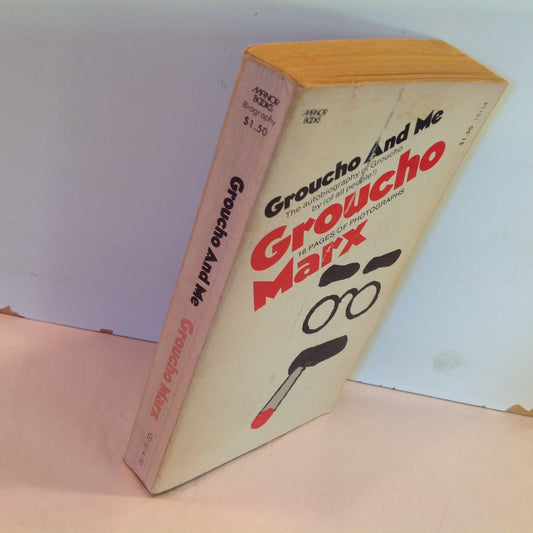 MANOR
BOOKS
Biography
$1.50
Groucho And Me
Groucho Marx
MANOR
BOOKS
$1.50 15114
Groucho And Me
The autobiography of Groucho
by (of all people!)
Groucho
16 PAGES OF PHOTOGRAPHS
Marx